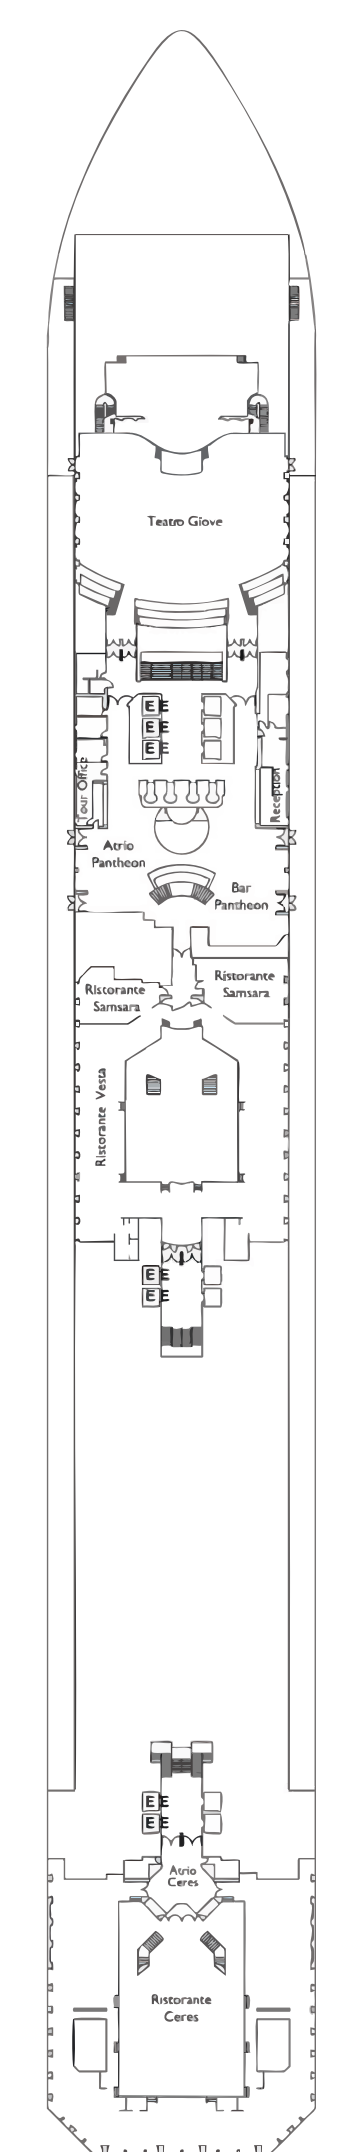 Teatro Giove
E E
E E
E E
Tour Office
Reception
Atrio
Pantheon
Bar
Pantheon
Ristorante
Samsara
Ristorante
Samsara
Ristorante Vesta
E E
E E
E E
E E
Atrio
Ceres
Ristorante
Ceres